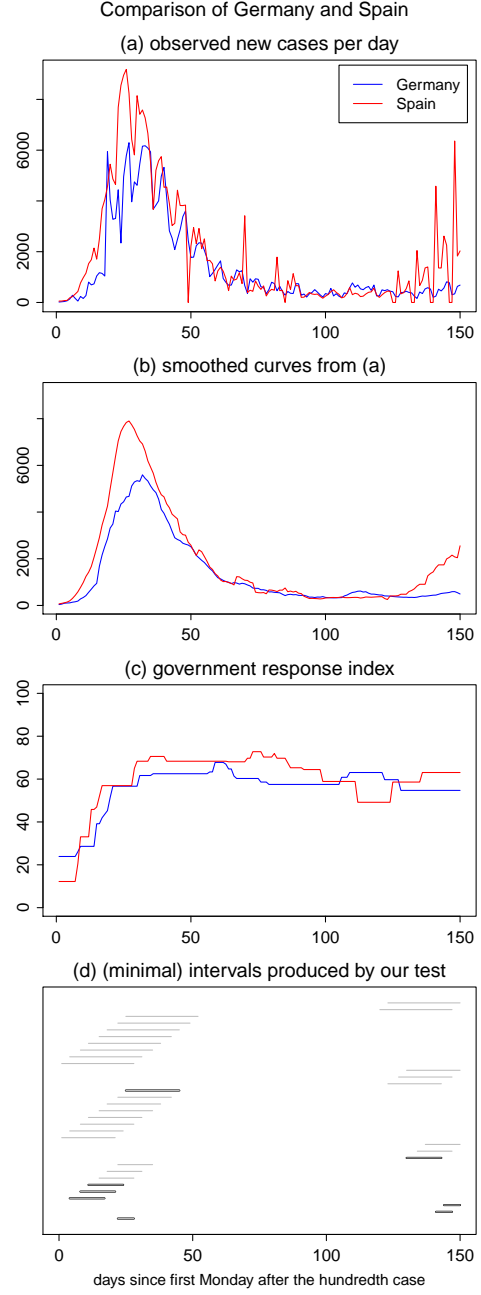 Comparison of Germany and Spain
(a) observed new cases per day
Germany
Spain
6000
4000
2000
0
0 50 100 150
(b) smoothed curves from (a)
6000
4000
2000
0
0 50 100 150
(c) government response index
100
80
60
40
20
0
0 50 100 150
(d) (minimal) intervals produced by our test
0 50 100 150
days since first Monday after the hundredth case